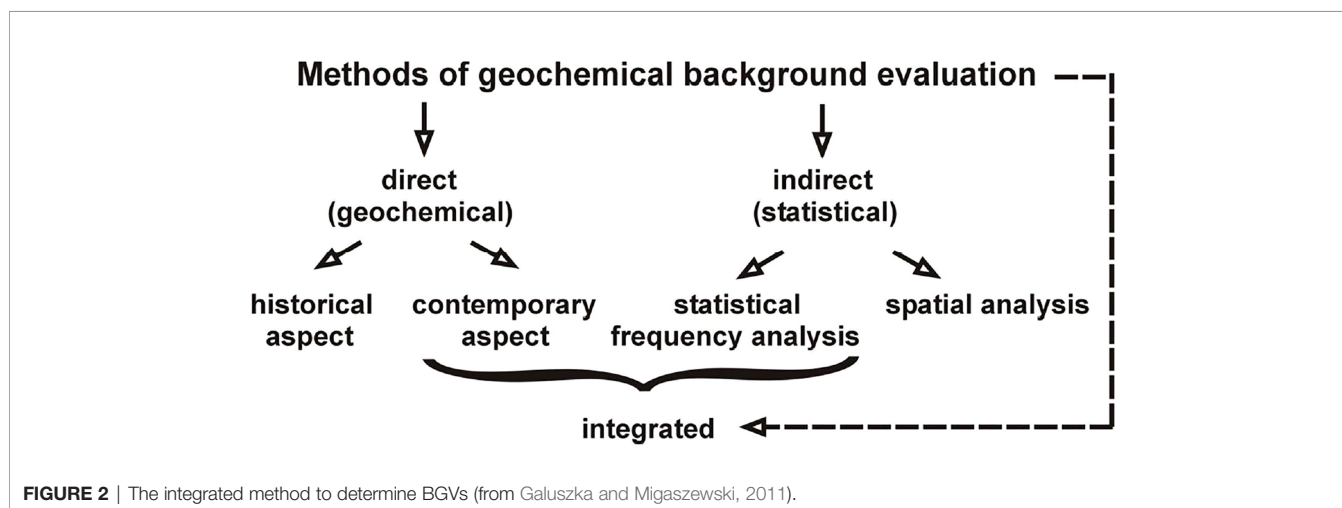 Methods of geochemical background evaluation
direct
(geochemical)
indirect
(statistical)
historical
aspect
contemporary
aspect
statistical
frequency analysis
spatial analysis
integrated
FIGURE 2 | The integrated method to determine BGVs (from Galuszka and Migaszewski, 2011).